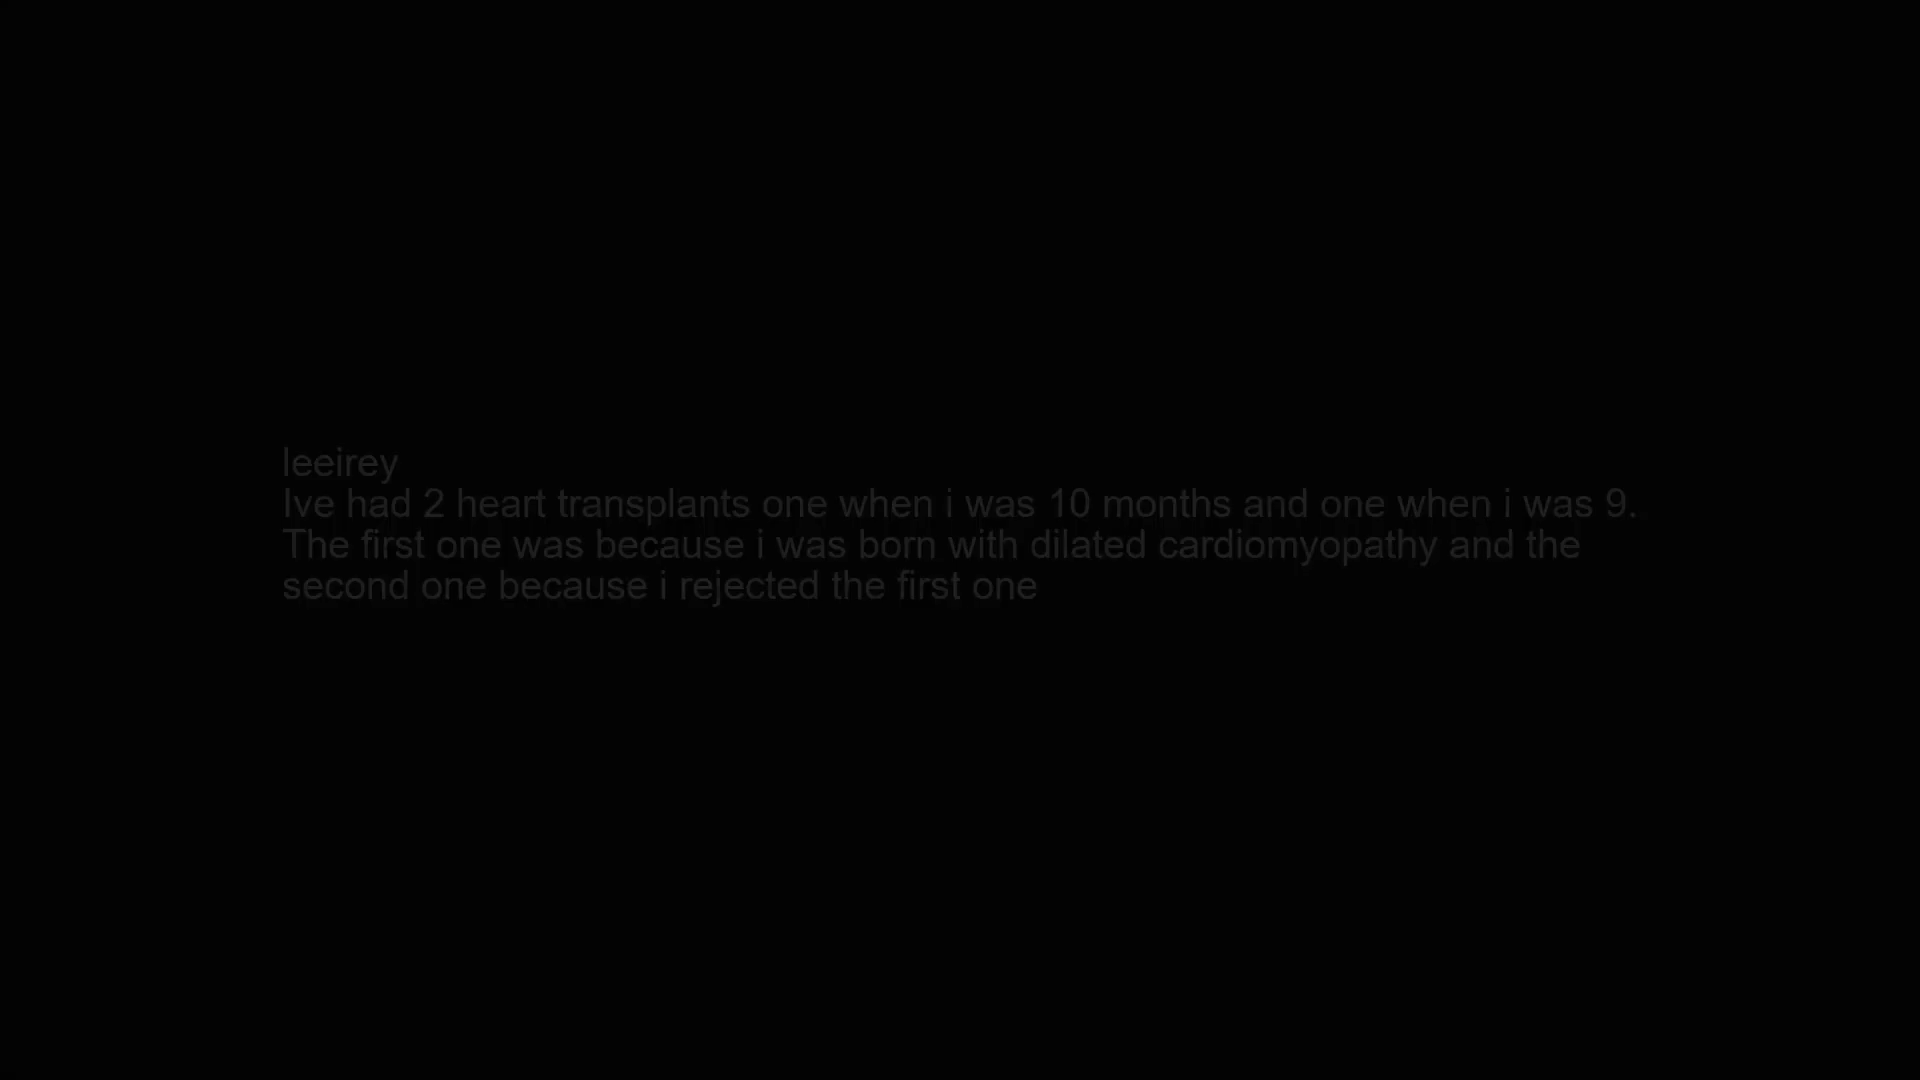 leeirey
Ive had 2 heart transplants one when i was 10 months and one when i was 9.
The first one was because i was born with dilated cardiomyopathy and the
second one because i rejected the first one